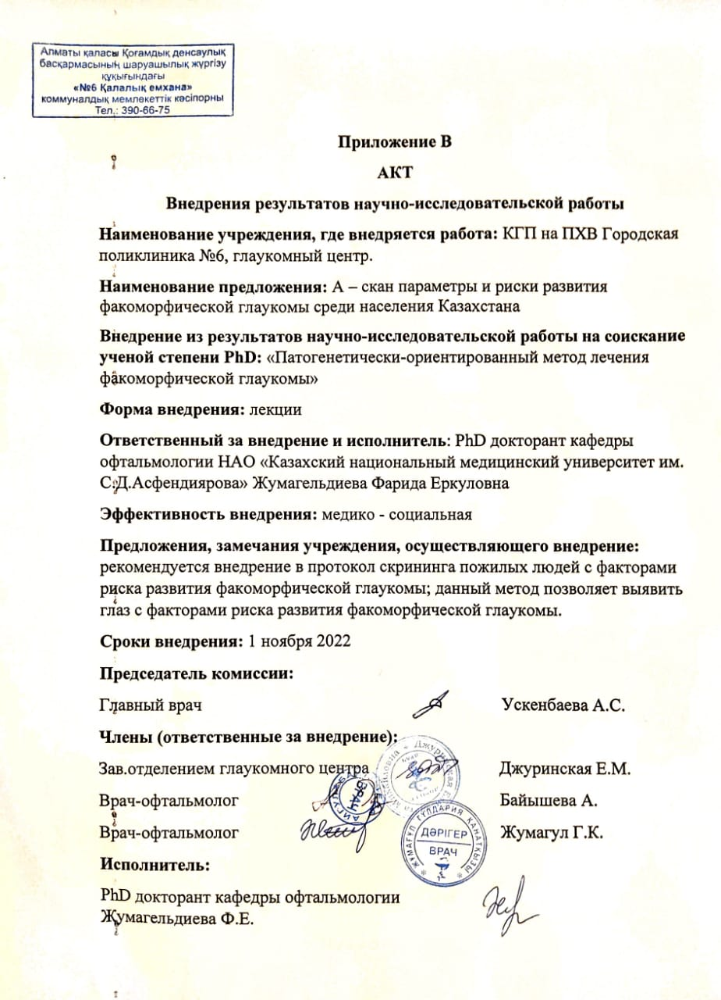 Алматы қаласы Қоғамдық денсаулық
басқармасының шаруашылық жүргізу
құқығындағы
«№6 Қалалық емхана»
коммуналдық мемлекеттік кәсіпорны
Тел.: 390-66-75
Приложение В
АКТ
Внедрения результатов научно-исследовательской работы
Наименование учреждения, где внедряется работа: КГП на ПХВ Городская
поликлиника №6, глаукомный центр.
Наименование предложения: А – скан параметры и риски развития
факоморфической глаукомы среди населения Казахстана
Внедрение из результатов научно-исследовательской работы на соискание
ученой степени PhD: «Патогенетически-ориентированный метод лечения
факоморфической глаукомы»
Форма внедрения: лекции
Ответственный за внедрение и исполнитель: PhD докторант кафедры
офтальмологии НАО «Казахский национальный медицинский университет им.
С.Д.Асфендиярова» Жумагельдиева Фарида Еркуловна
Эффективность внедрения: медико - социальная
Предложения, замечания учреждения, осуществляющего внедрение:
рекомендуется внедрение в протокол скрининга пожилых людей с факторами
риска развития факоморфической глаукомы; данный метод позволяет выявить
глаз с факторами риска развития факоморфической глаукомы.
Сроки внедрения: 1 ноября 2022
Председатель комиссии:
Главный врач Ускенбаева А.С.
Члены (ответственные за внедрение):
Зав.отделением глаукомного центра Джуринская Е.М.
Врач-офтальмолог Байышева А.
ВРАЧ
Врач-офтальмолог Жумагул Г.К.
ЖҰМАҒҰЛ ГҮЛДАРИЯ ҚАНАТҚЫЗЫ
ДӘРІГЕР
ВРАЧ
Исполнитель:
PhD докторант кафедры офтальмологии
Жумагельдиева Ф.Е.